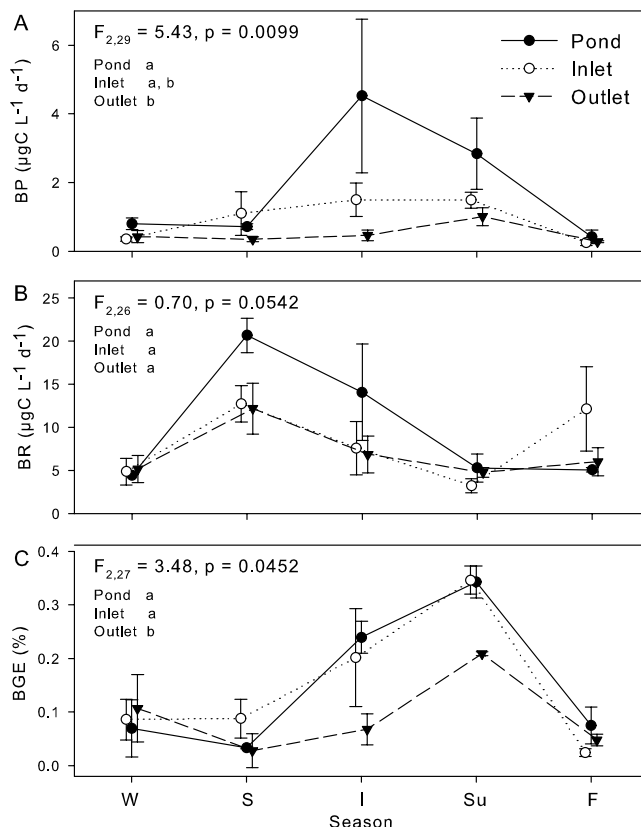 A
F2,29 = 5.43, p = 0.0099
Pond a
Inlet a, b
Outlet b
Pond
Inlet
Outlet
6
4
2
0
BP (µgC L-1 d-1)
B
F2,26 = 0.70, p = 0.0542
Pond a
Inlet a
Outlet a
25
20
15
10
5
0
BR (µgC L-1 d-1)
C
F2,27 = 3.48, p = 0.0452
Pond a
Inlet a
Outlet b
0.4
0.3
0.2
0.1
0.0
BGE (%)
W S I Su F
Season